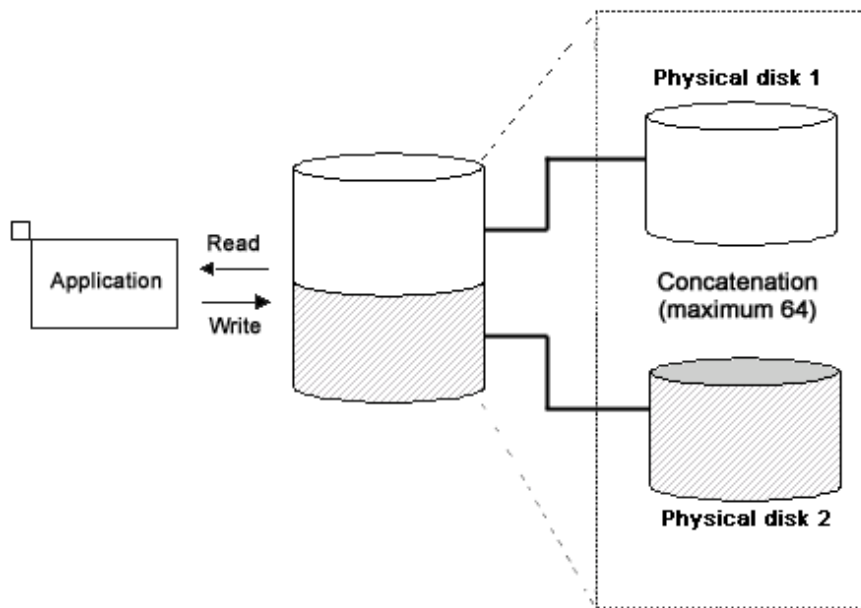 Physical disk 1
Read
Application
Write
Concatenation
(maximum 64)
Physical disk 2